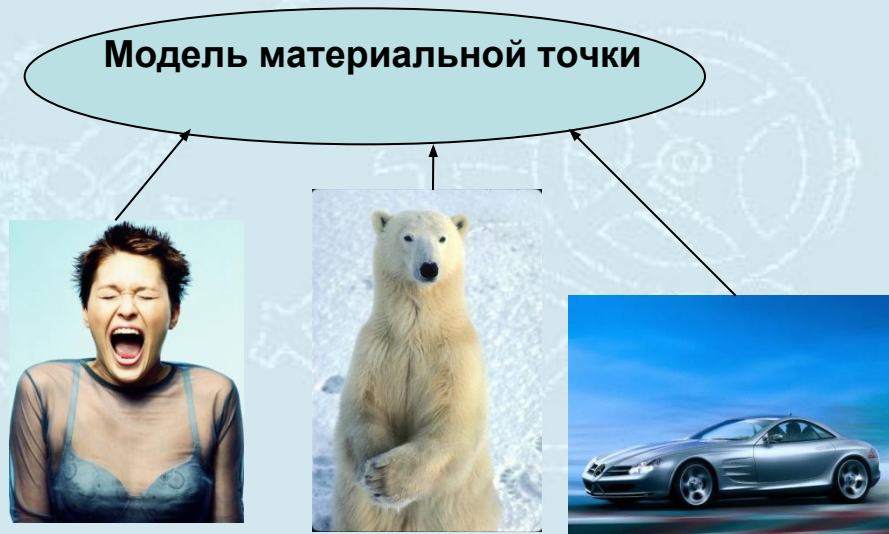 Модель материальной точки